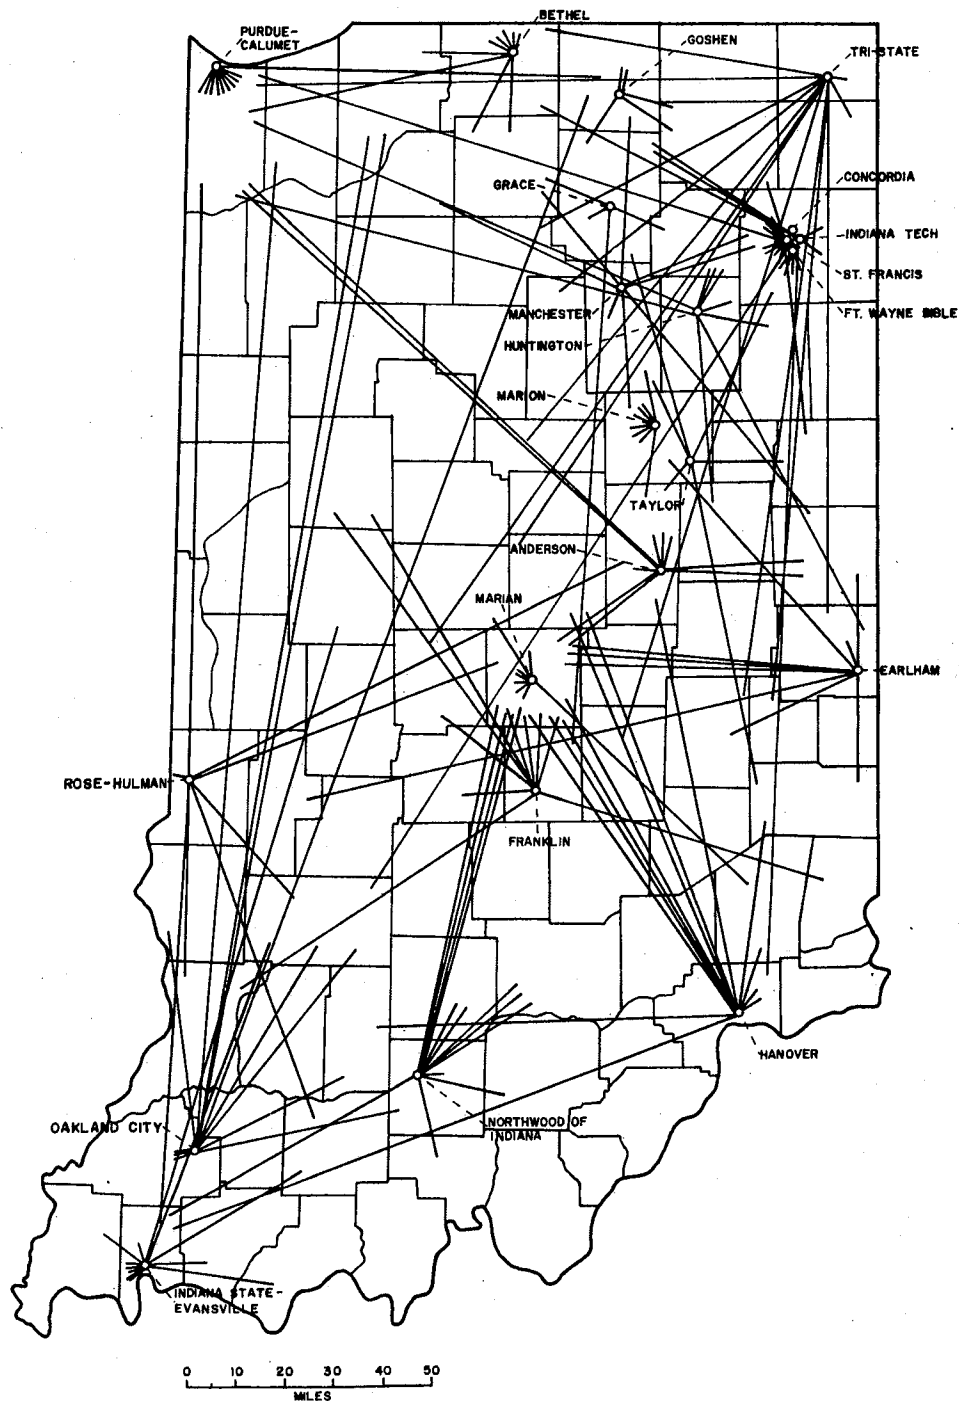 BETHEL
PURDUE-
CALUMET
GOSHEN
TRI-STATE
CONCORDIA
GRACE
INDIANA TECH
ST. FRANCIS
MANCHESTER
FT. WAYNE BIBLE
HUNTINGTON
MARION
TAYLOR
ANDERSON
MARIAN
EARLHAM
ROSE-HULMAN
FRANKLIN
HANOVER
OAKLAND CITY
NORTHWOOD OF
INDIANA
INDIANA STATE-
EVANSVILLE
0 10 20 30 40 50
MILES